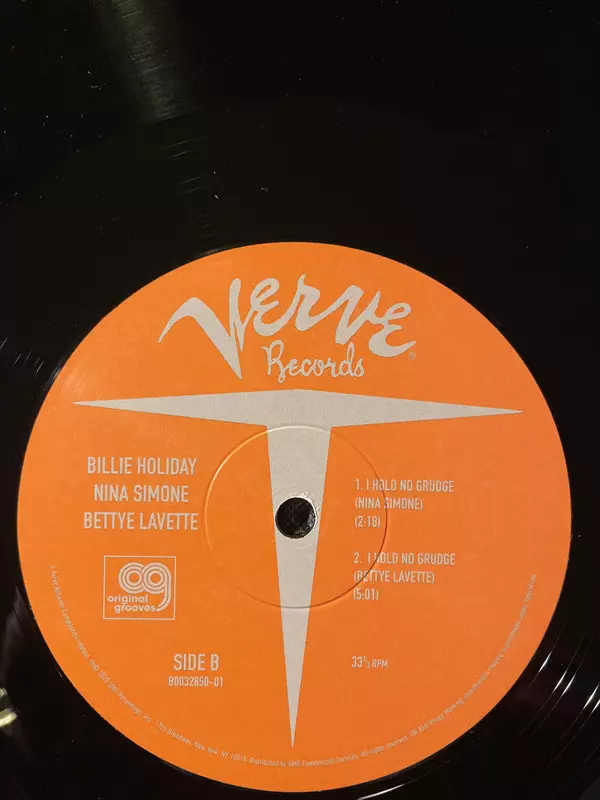 VERVE
Records
®
BILLIE HOLIDAY
NINA SIMONE
BETTYE LAVETTE
1. I HOLD NO GRUDGE
(NINA SIMONE)
(2:18)
2. I HOLD NO GRUDGE
(BETTYE LAVETTE)
(5:01)
og
original
grooves
SIDE B
B0032850-01
33⅓ RPM